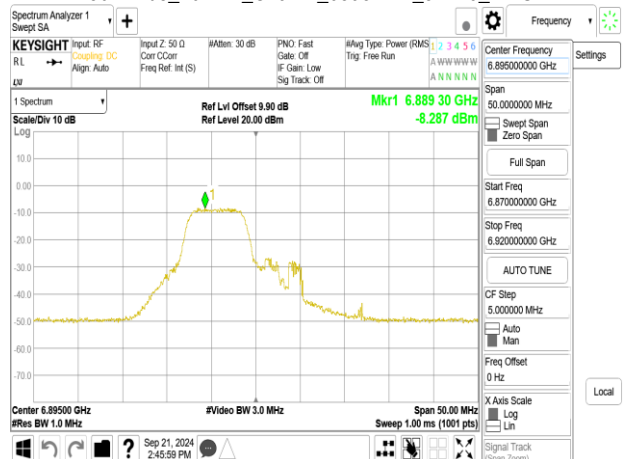 Spectrum Analyzer 1
Swept SA
Frequency
Settings
KEYSIGHT
RL
Input: RF
Coupling: DC
Align: Auto
Input Z: 50 Ω
Corr CCorr
Freq Ref: Int (S)
#Atten: 30 dB
PNO: Fast
Gate: Off
IF Gain: Low
Sig Track: Off
#Avg Type: Power (RMS
Trig: Free Run
1 2 3 4 5 6
A W W W W W
A N N N N N
1 Spectrum
Scale/Div 10 dB
Ref Lvl Offset 9.90 dB
Ref Level 20.00 dBm
Mkr1 6.889 30 GHz
-8.287 dBm
Log
10.0
0.00
-10.0
-20.0
-30.0
-40.0
-50.0
-60.0
-70.0
1
Center 6.89500 GHz
#Res BW 1.0 MHz
#Video BW 3.0 MHz
Span 50.00 MHz
Sweep 1.00 ms (1001 pts)
Center Frequency
6.895000000 GHz
Span
50.0000000 MHz
Swept Span
Zero Span
Full Span
Start Freq
6.870000000 GHz
Stop Freq
6.920000000 GHz
AUTO TUNE
CF Step
5.000000 MHz
Auto
Man
Freq Offset
0 Hz
X Axis Scale
Log
Lin
Signal Track
(Span Zoom)
Local
?
Sep 21, 2024
2:45:59 PM